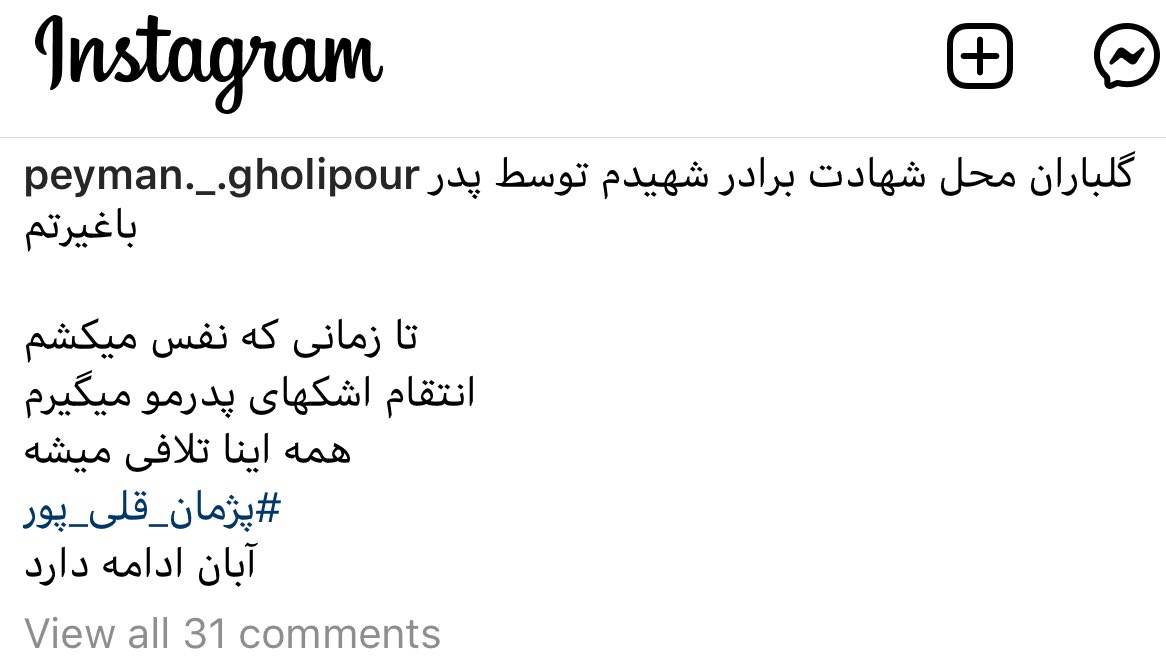 Instagram
peyman._.gholipour گلباران محل شهادت برادر شهیدم توسط پدر
باغیرتم
تا زمانی که نفس میکشم
انتقام اشکهای پدرمو میگیرم
همه اینا تلافی میشه
#پژمان_قلی_پور
آبان ادامه دارد
View all 31 comments